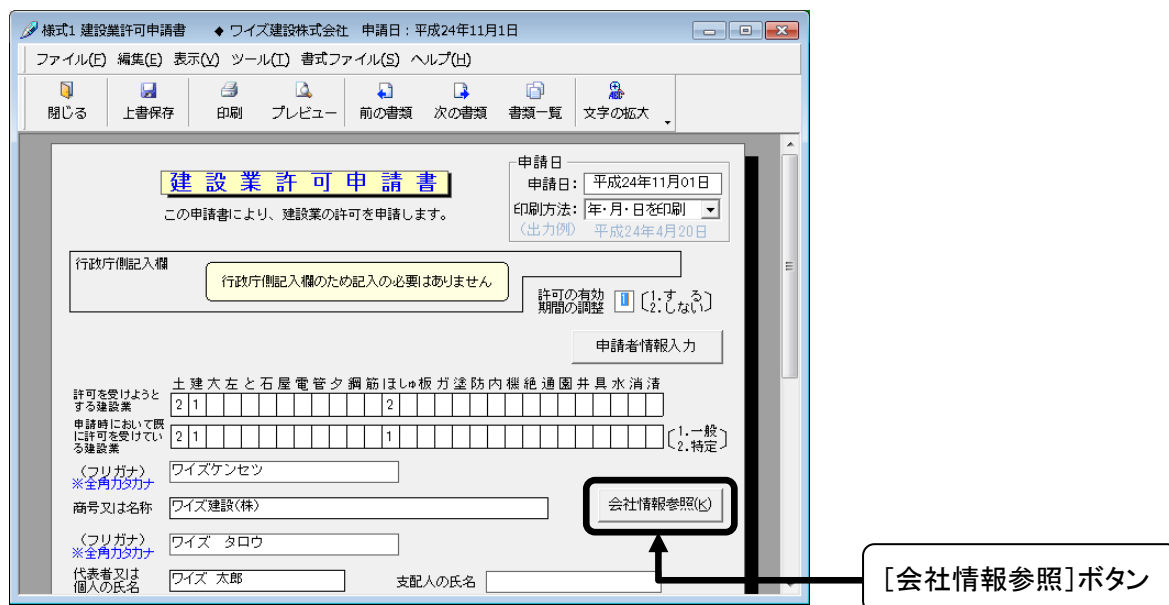 様式1 建設業許可申請書 ◆ ワイズ建設株式会社 申請日：平成24年11月1日
ファイル(F) 編集(E) 表示(V) ツール(T) 書式ファイル(S) ヘルプ(H)
閉じる 上書保存 印刷 プレビュー 前の書類 次の書類 書類一覧 文字の拡大
申請日
建設業許可申請書
申請日： 平成24年11月01日
この申請書により、建設業の許可を申請します。
印刷方法： 年・月・日を印刷
(出力例) 平成24年4月20日
行政庁側記入欄
行政庁側記入欄のため記入の必要はありません
許可の有効
期間の調整
1.する
2.しない
申請者情報入力
土 建 大 左 と 石 屋 電 管 タ 鋼 筋 ほ しゅ 板 ガ 塗 防 内 機 絶 通 園 井 具 水 消 清
許可を受けようと
する建設業
2 1 2
申請時において既
に許可を受けてい
る建設業
2 1 1
1.一般
2.特定
(フリガナ)
※全角カタカナ
ワイズケンセツ
商号又は名称 ワイズ建設(株)
会社情報参照(K)
(フリガナ)
※全角カタカナ
ワイズ タロウ
代表者又は
個人の氏名
ワイズ 太郎
支配人の氏名
[会社情報参照]ボタン